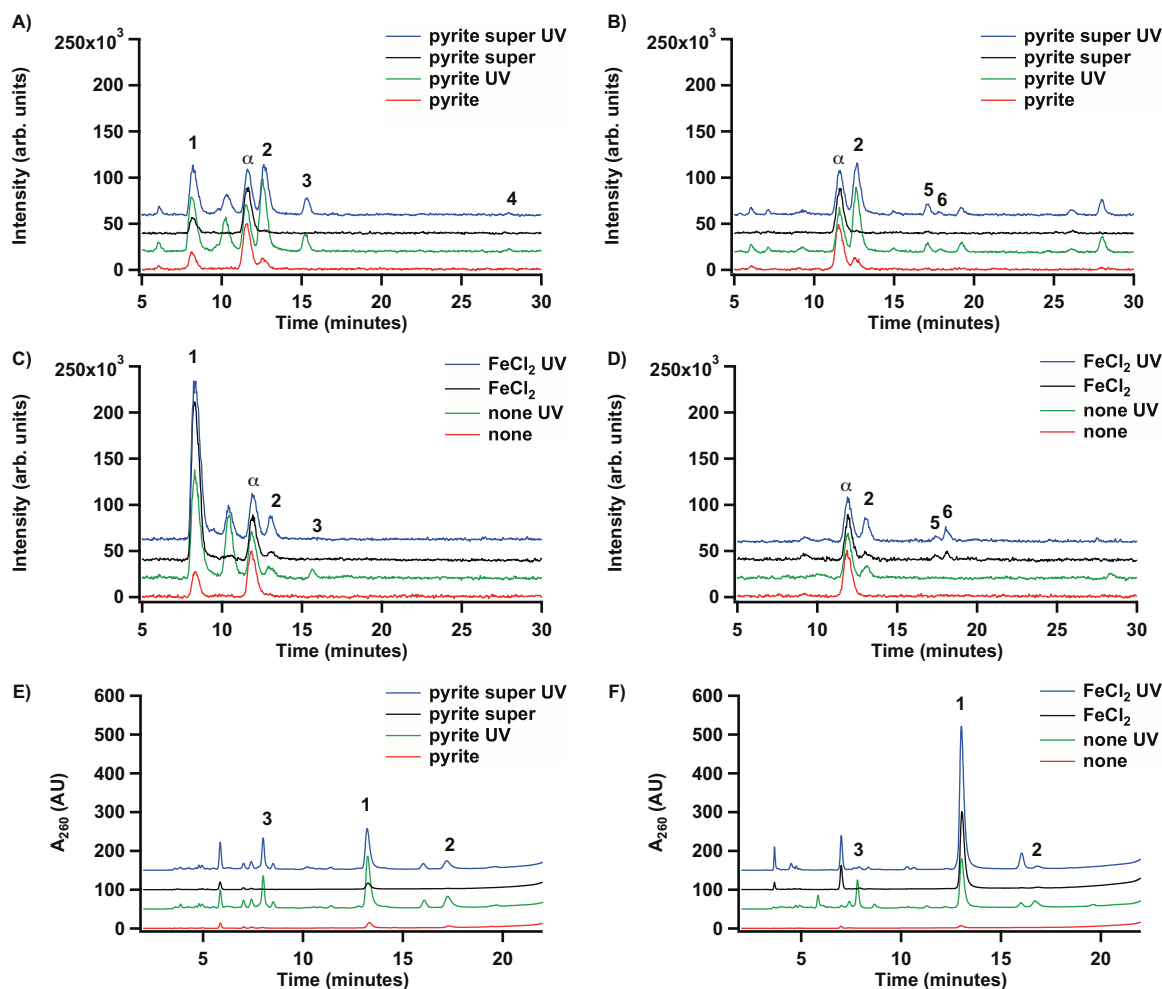 A)
250x10³
200
150
100
50
0
Intensity (arb. units)
pyrite super UV
pyrite super
pyrite UV
pyrite
1
α
2
3
4
5
10
15
20
25
30
Time (minutes)
B)
250x10³
200
150
100
50
0
Intensity (arb. units)
pyrite super UV
pyrite super
pyrite UV
pyrite
α
2
5
6
5
10
15
20
25
30
Time (minutes)
C)
250x10³
200
150
100
50
0
Intensity (arb. units)
FeCl₂ UV
FeCl₂
none UV
none
1
α
2
3
5
10
15
20
25
30
Time (minutes)
D)
250x10³
200
150
100
50
0
Intensity (arb. units)
FeCl₂ UV
FeCl₂
none UV
none
α
2
5
6
5
10
15
20
25
30
Time (minutes)
E)
600
500
400
300
200
100
0
A₂₆₀ (AU)
pyrite super UV
pyrite super
pyrite UV
pyrite
3
1
2
5
10
15
20
Time (minutes)
F)
600
500
400
300
200
100
0
A₂₆₀ (AU)
FeCl₂ UV
FeCl₂
none UV
none
1
3
2
5
10
15
20
Time (minutes)